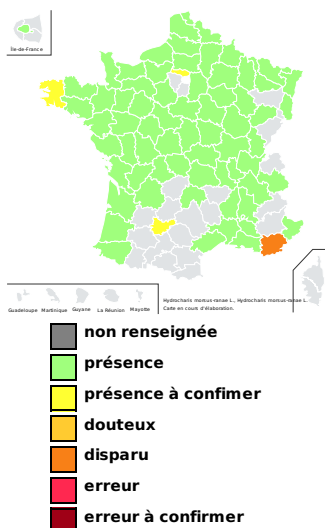 Île-de-France
Guadeloupe Martinique Guyane La Réunion Mayotte
Hydrocharis morsus-ranae L., Hydrocharis morsus-ranae L.
Carte en cours d'élaboration.
non renseignée
présence
présence à confimer
douteux
disparu
erreur
erreur à confirmer